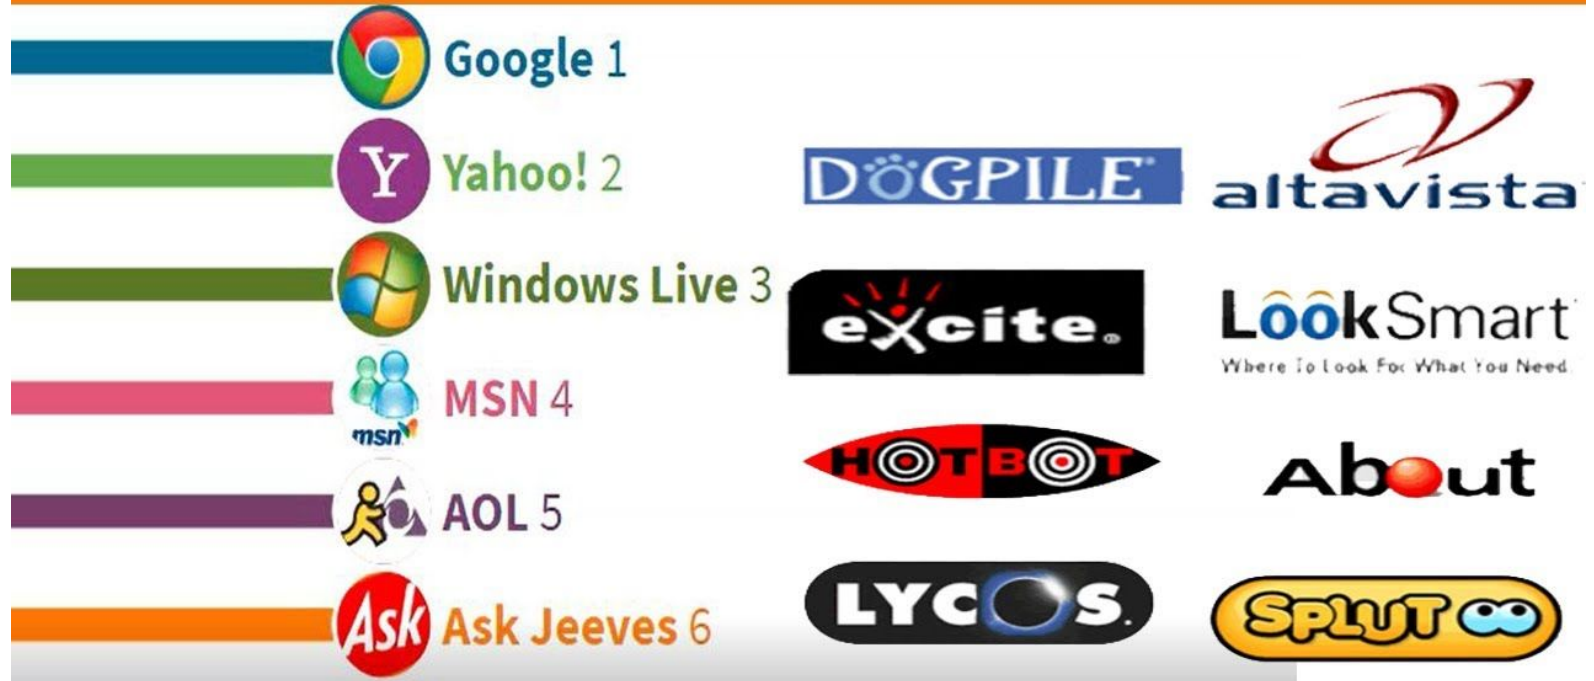 Google 1
Y
Yahoo! 2
Windows Live 3
msn
MSN 4
AOL 5
Ask
Ask Jeeves 6
DOGPILE
altavista
excite
LookSmart
Where To Look For What You Need
HOTBOT
About
LYCOS
SPLUT